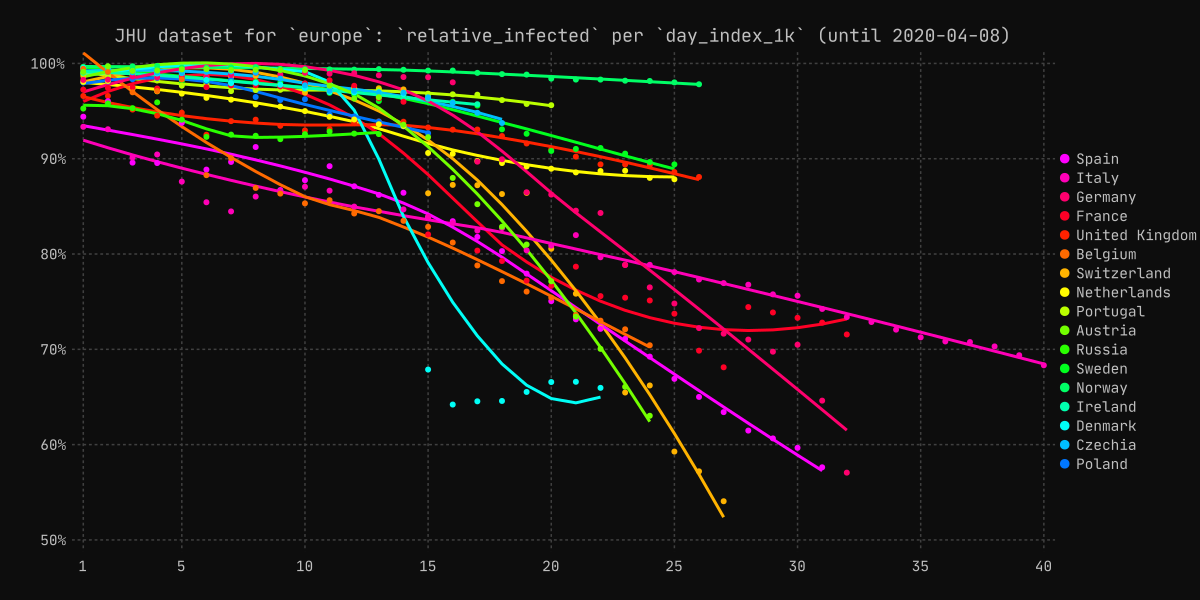 JHU dataset for `europe`: `relative_infected` per `day_index_1k` (until 2020-04-08)
100%
90%
80%
70%
60%
50%
1 5 10 15 20 25 30 35 40
Spain
Italy
Germany
France
United Kingdom
Belgium
Switzerland
Netherlands
Portugal
Austria
Russia
Sweden
Norway
Ireland
Denmark
Czechia
Poland